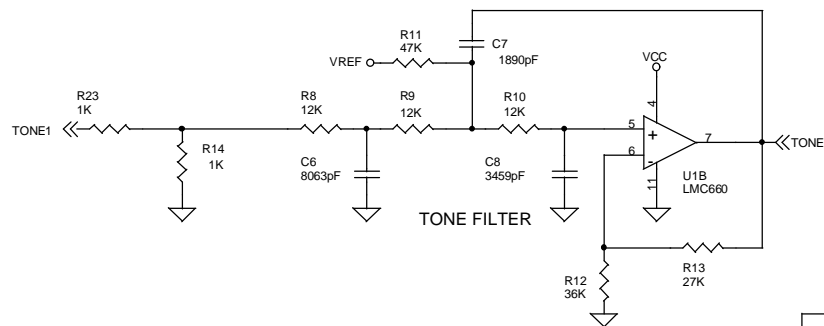 R11
47K
C7
1890pF
VREF
VCC
R23
1K
R8
12K
R9
12K
R10
12K
4
TONE1
5
+
7
TONE
R14
1K
6
-
C6
8063pF
C8
3459pF
11
U1B
LMC660
TONE FILTER
R12
36K
R13
27K